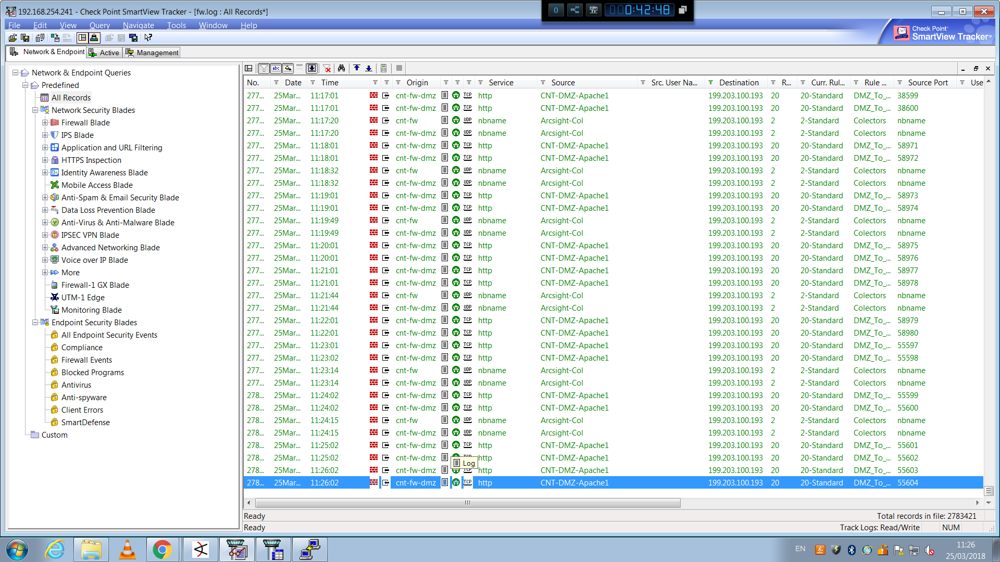 192.168.254.241 - Check Point SmartView Tracker - [fw.log : All Records*]
0 000:42:48
File Edit View Query Navigate Tools Window Help
Check Point
SmartView Tracker
Network & Endpoint Active Management
Network & Endpoint Queries
Predefined
All Records
Network Security Blades
Firewall Blade
IPS Blade
Application and URL Filtering
HTTPS Inspection
Identity Awareness Blade
Mobile Access Blade
Anti-Spam & Email Security Blade
Data Loss Prevention Blade
Anti-Virus & Anti-Malware Blade
IPSEC VPN Blade
Advanced Networking Blade
Voice over IP Blade
More
Firewall-1 GX Blade
UTM-1 Edge
Monitoring Blade
Endpoint Security Blades
All Endpoint Security Events
Compliance
Firewall Events
Blocked Programs
Antivirus
Anti-spyware
Client Errors
SmartDefense
Custom
abc
No. Date Time Origin Service Source Src. User Na... Destination R... Curr. Rul... Rule ... Source Port Use
277... 25Mar... 11:17:01 cnt-fw-dmz TCP http CNT-DMZ-Apache1 199.203.100.193 20 20-Standard DMZ_To_... 38599
277... 25Mar... 11:17:01 cnt-fw-dmz TCP http CNT-DMZ-Apache1 199.203.100.193 20 20-Standard DMZ_To_... 38600
277... 25Mar... 11:17:20 cnt-fw UDP nbname Arcsight-Col 199.203.100.193 2 2-Standard Colectors nbname
277... 25Mar... 11:17:20 cnt-fw-dmz UDP nbname Arcsight-Col 199.203.100.193 2 2-Standard Colectors nbname
277... 25Mar... 11:18:01 cnt-fw-dmz TCP http CNT-DMZ-Apache1 199.203.100.193 20 20-Standard DMZ_To_... 58971
277... 25Mar... 11:18:01 cnt-fw-dmz TCP http CNT-DMZ-Apache1 199.203.100.193 20 20-Standard DMZ_To_... 58972
277... 25Mar... 11:18:32 cnt-fw UDP nbname Arcsight-Col 199.203.100.193 2 2-Standard Colectors nbname
277... 25Mar... 11:18:32 cnt-fw-dmz UDP nbname Arcsight-Col 199.203.100.193 2 2-Standard Colectors nbname
277... 25Mar... 11:19:01 cnt-fw-dmz TCP http CNT-DMZ-Apache1 199.203.100.193 20 20-Standard DMZ_To_... 58973
277... 25Mar... 11:19:01 cnt-fw-dmz TCP http CNT-DMZ-Apache1 199.203.100.193 20 20-Standard DMZ_To_... 58974
277... 25Mar... 11:19:49 cnt-fw UDP nbname Arcsight-Col 199.203.100.193 2 2-Standard Colectors nbname
277... 25Mar... 11:19:49 cnt-fw-dmz UDP nbname Arcsight-Col 199.203.100.193 2 2-Standard Colectors nbname
277... 25Mar... 11:20:01 cnt-fw-dmz TCP http CNT-DMZ-Apache1 199.203.100.193 20 20-Standard DMZ_To_... 58975
277... 25Mar... 11:20:01 cnt-fw-dmz TCP http CNT-DMZ-Apache1 199.203.100.193 20 20-Standard DMZ_To_... 58976
277... 25Mar... 11:21:01 cnt-fw-dmz TCP http CNT-DMZ-Apache1 199.203.100.193 20 20-Standard DMZ_To_... 58977
277... 25Mar... 11:21:01 cnt-fw-dmz TCP http CNT-DMZ-Apache1 199.203.100.193 20 20-Standard DMZ_To_... 58978
277... 25Mar... 11:21:44 cnt-fw UDP nbname Arcsight-Col 199.203.100.193 2 2-Standard Colectors nbname
277... 25Mar... 11:21:44 cnt-fw-dmz UDP nbname Arcsight-Col 199.203.100.193 2 2-Standard Colectors nbname
277... 25Mar... 11:22:01 cnt-fw-dmz TCP http CNT-DMZ-Apache1 199.203.100.193 20 20-Standard DMZ_To_... 58979
277... 25Mar... 11:22:01 cnt-fw-dmz TCP http CNT-DMZ-Apache1 199.203.100.193 20 20-Standard DMZ_To_... 58980
277... 25Mar... 11:23:01 cnt-fw-dmz TCP http CNT-DMZ-Apache1 199.203.100.193 20 20-Standard DMZ_To_... 55597
277... 25Mar... 11:23:02 cnt-fw-dmz TCP http CNT-DMZ-Apache1 199.203.100.193 20 20-Standard DMZ_To_... 55598
277... 25Mar... 11:23:14 cnt-fw UDP nbname Arcsight-Col 199.203.100.193 2 2-Standard Colectors nbname
277... 25Mar... 11:23:14 cnt-fw-dmz UDP nbname Arcsight-Col 199.203.100.193 2 2-Standard Colectors nbname
278... 25Mar... 11:24:02 cnt-fw-dmz TCP http CNT-DMZ-Apache1 199.203.100.193 20 20-Standard DMZ_To_... 55599
278... 25Mar... 11:24:02 cnt-fw-dmz TCP http CNT-DMZ-Apache1 199.203.100.193 20 20-Standard DMZ_To_... 55600
278... 25Mar... 11:24:15 cnt-fw UDP nbname Arcsight-Col 199.203.100.193 2 2-Standard Colectors nbname
278... 25Mar... 11:24:15 cnt-fw-dmz UDP nbname Arcsight-Col 199.203.100.193 2 2-Standard Colectors nbname
278... 25Mar... 11:25:02 cnt-fw-dmz TCP http CNT-DMZ-Apache1 199.203.100.193 20 20-Standard DMZ_To_... 55601
278... 25Mar... 11:25:02 cnt-fw-dmz TCP http CNT-DMZ-Apache1 199.203.100.193 20 20-Standard DMZ_To_... 55602
Log
278... 25Mar... 11:26:02 cnt-fw-dmz TCP http CNT-DMZ-Apache1 199.203.100.193 20 20-Standard DMZ_To_... 55603
278... 25Mar... 11:26:02 cnt-fw-dmz TCP http CNT-DMZ-Apache1 199.203.100.193 20 20-Standard DMZ_To_... 55604
Ready Total records in file: 2783421
Ready Track Logs: Read/Write NUM
EN 11:26
25/03/2018